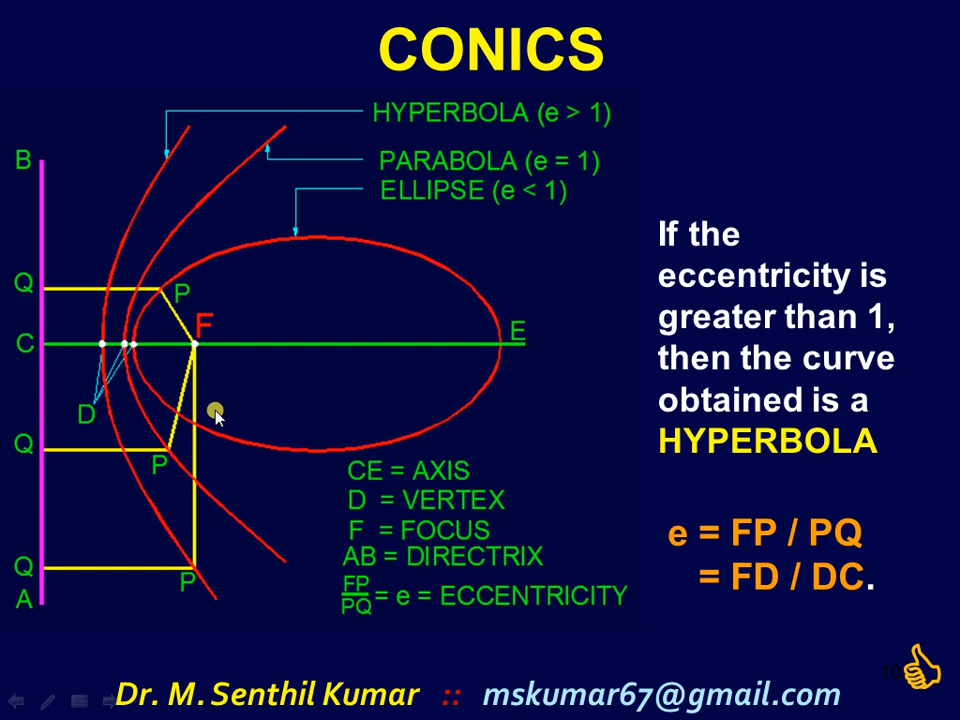 CONICS
HYPERBOLA (e > 1)
PARABOLA (e = 1)
ELLIPSE (e < 1)
B
Q
P
F
C
E
D
Q
P
Q
P
A
CE = AXIS
D = VERTEX
F = FOCUS
AB = DIRECTRIX
FP
PQ = e = ECCENTRICITY
If the
eccentricity is
greater than 1,
then the curve
obtained is a
HYPERBOLA
e = FP / PQ
= FD / DC.
Dr. M. Senthil Kumar :: mskumar67@gmail.com